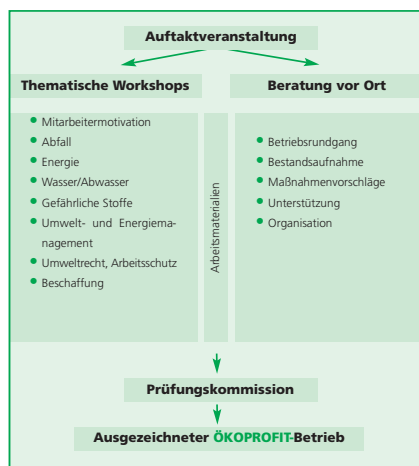 Auftaktveranstaltung
Thematische Workshops
Mitarbeitermotivation
Abfall
Energie
Wasser/Abwasser
Gefährliche Stoffe
Umwelt- und Energiema-
nagement
Umweltrecht, Arbeitsschutz
Beschaffung
Arbeitsmaterialien
Beratung vor Ort
Betriebsrundgang
Bestandsaufnahme
Maßnahmenvorschläge
Unterstützung
Organisation
Prüfungskommission
Ausgezeichneter ÖKOPROFIT-Betrieb